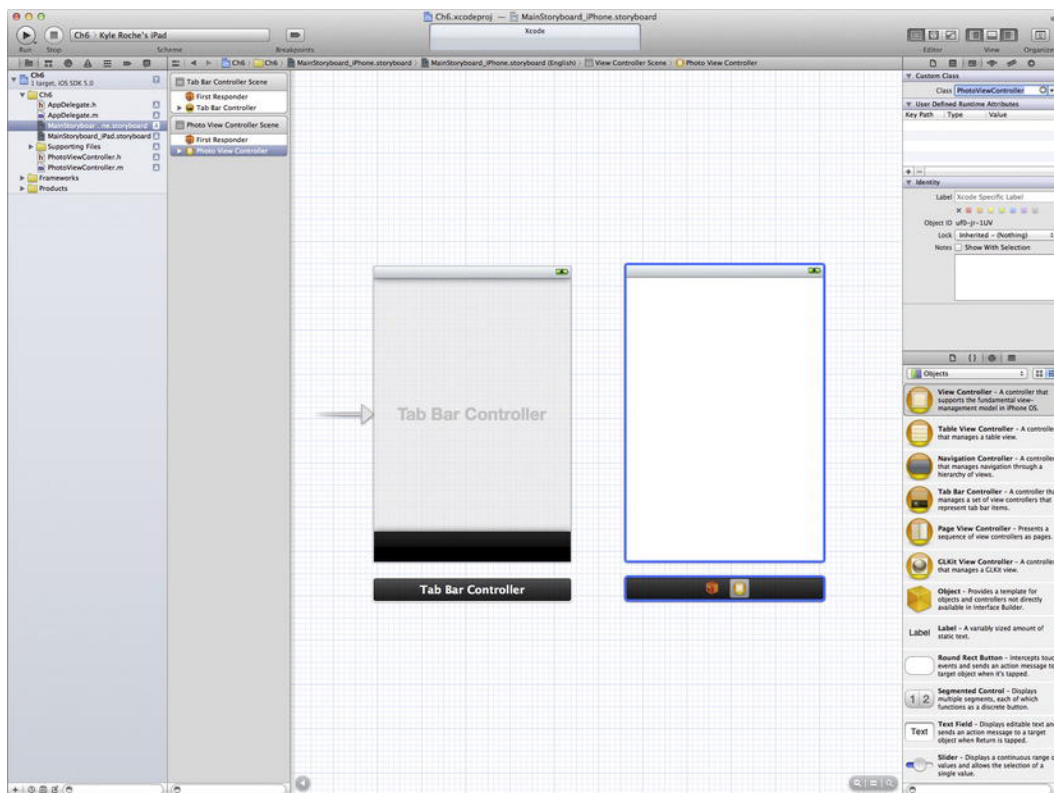 Ch6.xcodeproj — MainStoryboard_iPhone.storyboard
Ch6 › Kyle Roche's iPad
Xcode
Run
Stop
Scheme
Breakpoints
Editor
View
Organizer
Ch6
Ch6
MainStoryboard_iPhone.storyboard
MainStoryboard_iPhone.storyboard (English)
View Controller Scene
Photo View Controller
Ch6
1 target, iOS SDK 5.0
Ch6
AppDelegate.h
AppDelegate.m
MainStoryboar...ne.storyboard
MainStoryboard_iPad.storyboard
Supporting Files
PhotoViewController.h
PhotoViewController.m
Frameworks
Products
Tab Bar Controller Scene
First Responder
Tab Bar Controller
Photo View Controller Scene
First Responder
Photo View Controller
Tab Bar Controller
Tab Bar Controller
Custom Class
Class PhotoViewController
User Defined Runtime Attributes
Key Path Type Value
Identity
Label Xcode Specific Label
Object ID uf0-jr-1UV
Lock Inherited - (Nothing)
Notes Show With Selection
Objects
View Controller - A controller that
supports the fundamental view-
management model in iPhone OS.
Table View Controller - A controller
that manages a table view.
Navigation Controller - A controller
that manages navigation through a
hierarchy of views.
Tab Bar Controller - A controller tha
manages a set of view controllers that
represent tab bar items.
Page View Controller - Presents a
sequence of view controllers as pages.
GLKit View Controller - A controller
that manages a GLKit view.
Object - Provides a template for
objects and controllers not directly
available in Interface Builder.
Label
Label - A variably sized amount of
static text.
Round Rect Button - Intercepts touc
events and sends an action message to
target object when it's tapped.
1 2
Segmented Control - Displays
multiple segments, each of which
functions as a discrete button.
Text
Text Field - Displays editable text and
sends an action message to a target
object when Return is tapped.
Slider - Displays a continuous range o
values and allows the selection of a
single value.